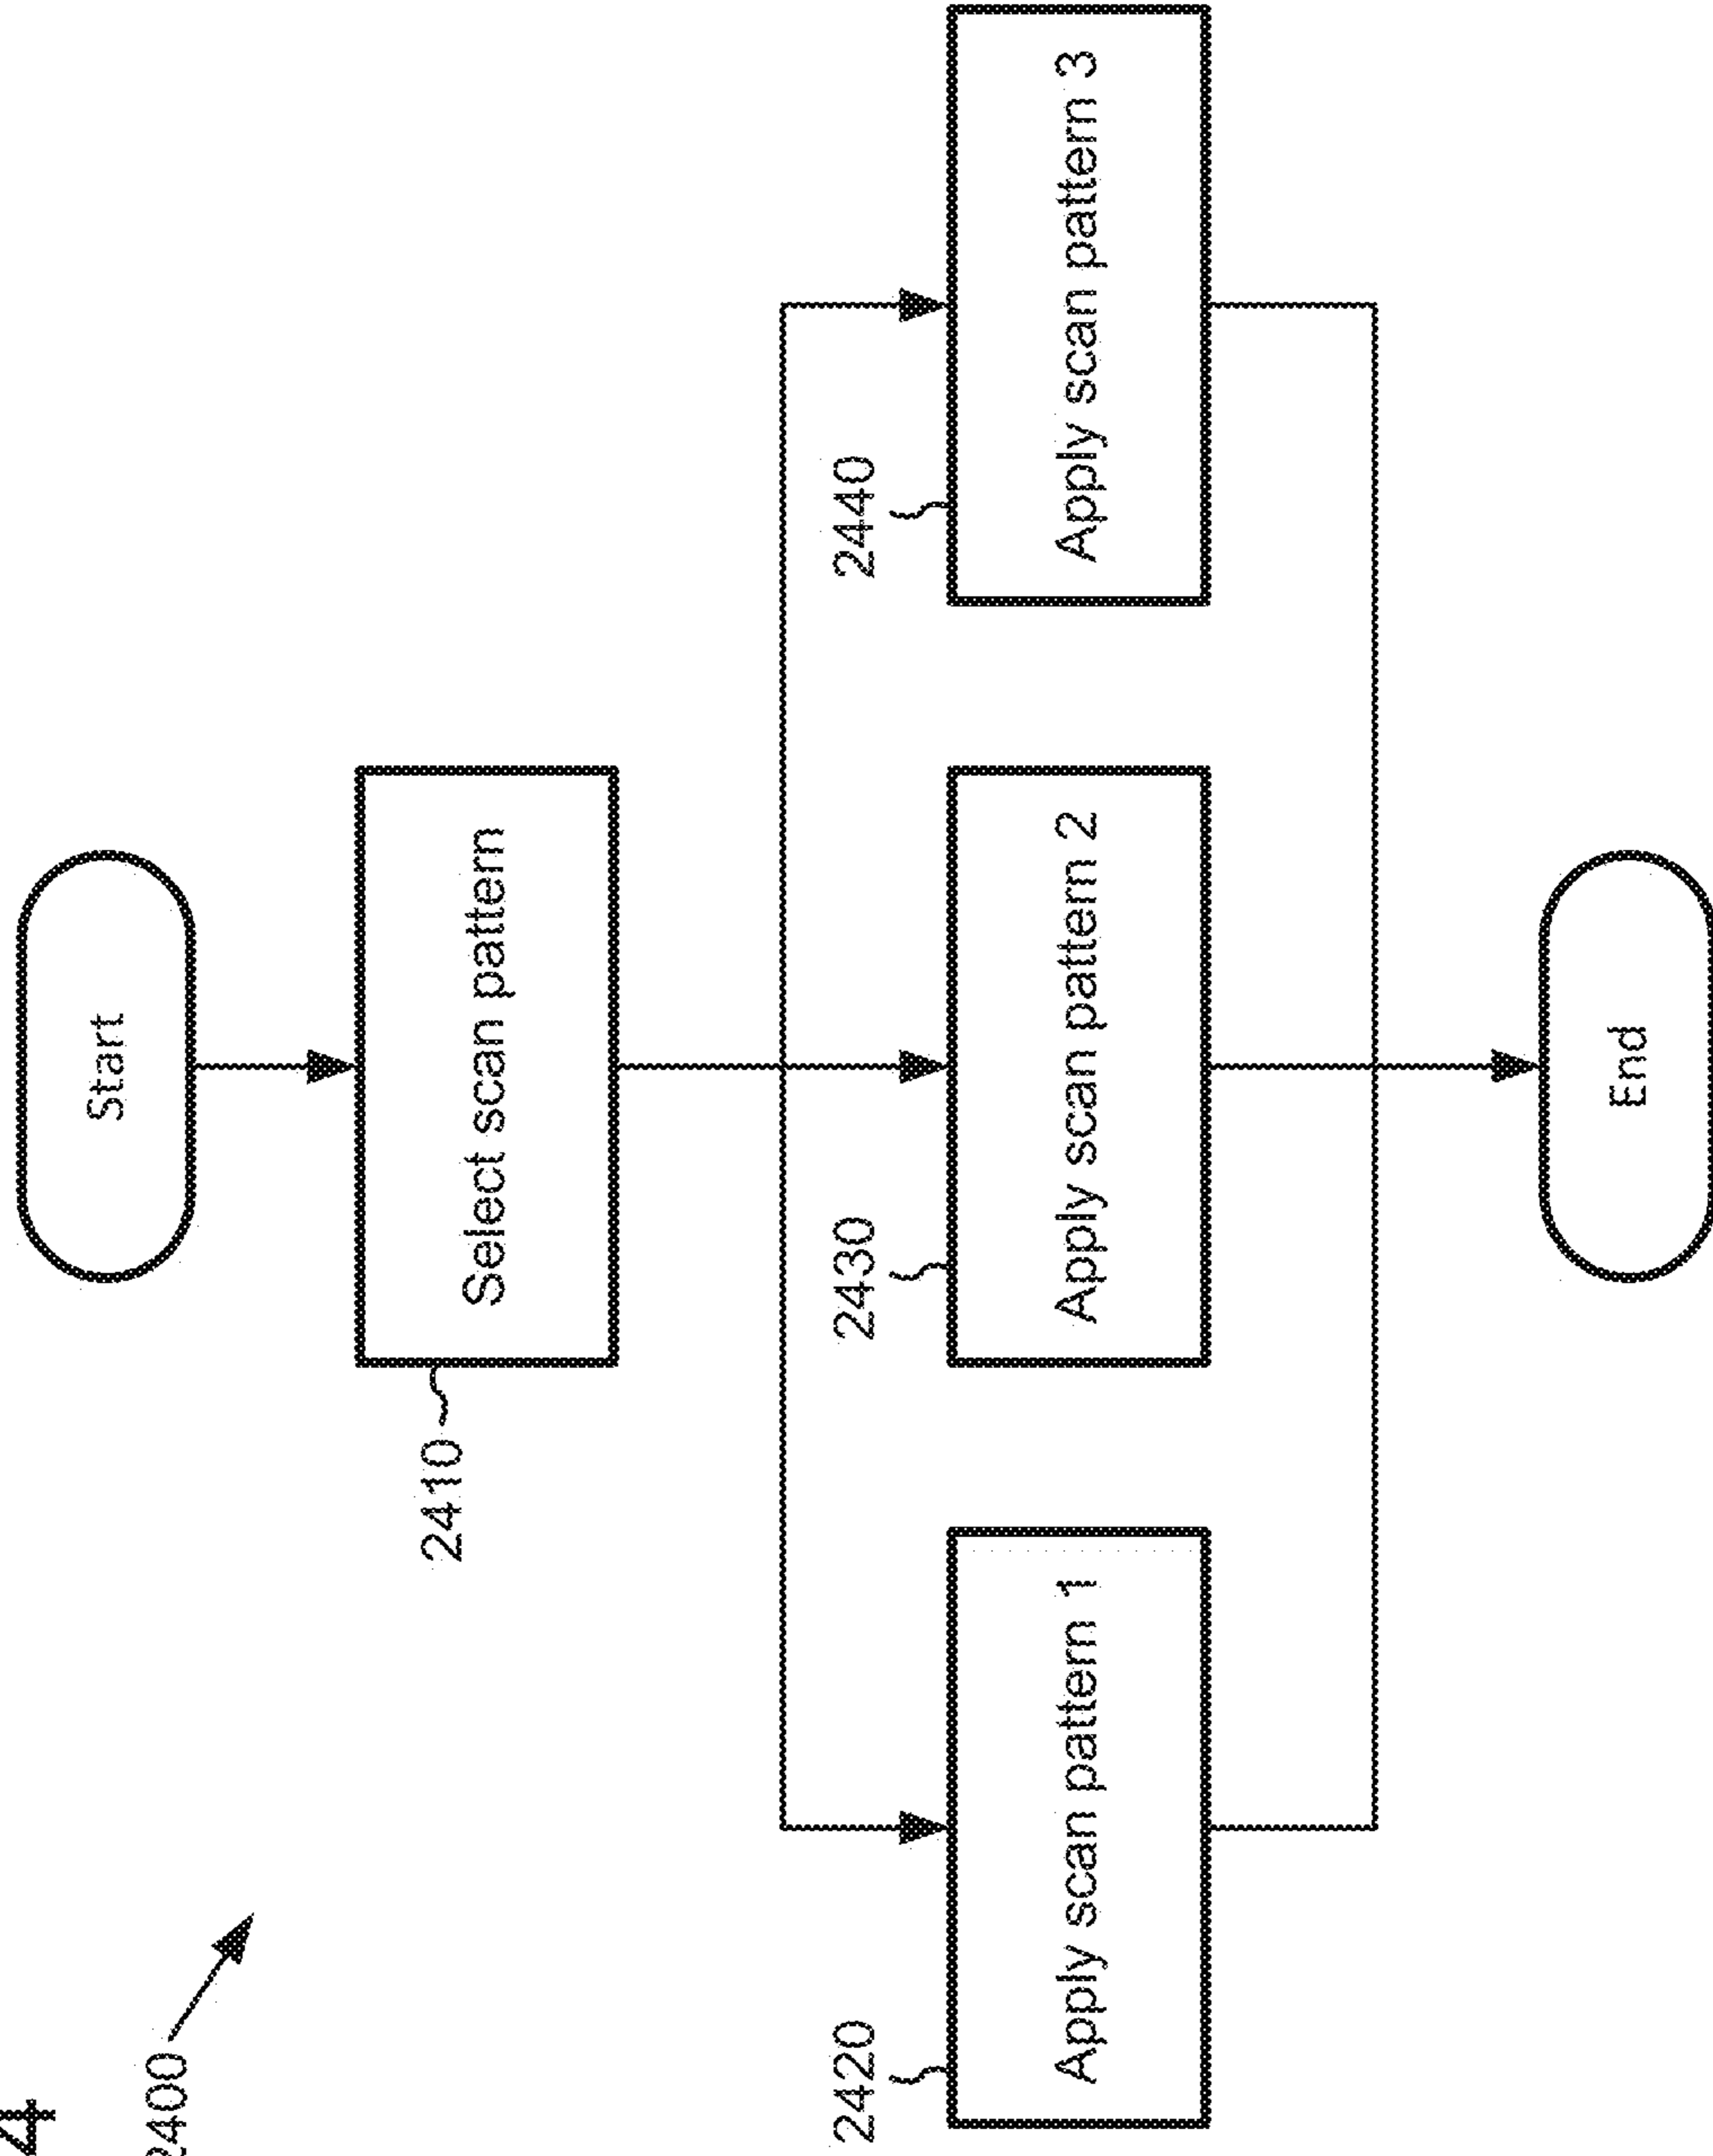 4
2400
Start
2410
Select scan pattern
2420
2430
2440
Apply scan pattern 1
Apply scan pattern 2
Apply scan pattern 3
End